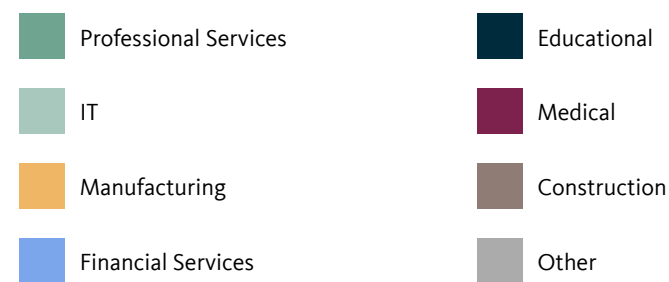 Professional Services
IT
Manufacturing
Financial Services
Educational
Medical
Construction
Other